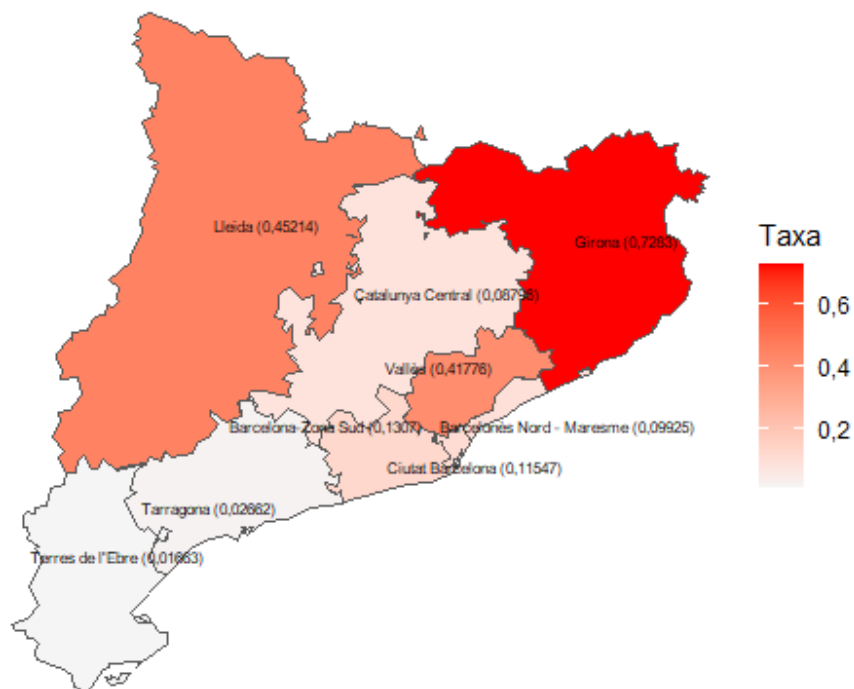 Lleida (0,45214)
Girona (0,7283)
Taxa
Catalunya Central (0,08798)
0,6
Vallès (0,41776)
0,4
Barcelona-Zona Sud (0,1307)
Barcelonès Nord - Maresme (0,09925)
0,2
Ciutat Barcelona (0,11547)
Tarragona (0,02662)
Terres de l''Ebre (0,01663)